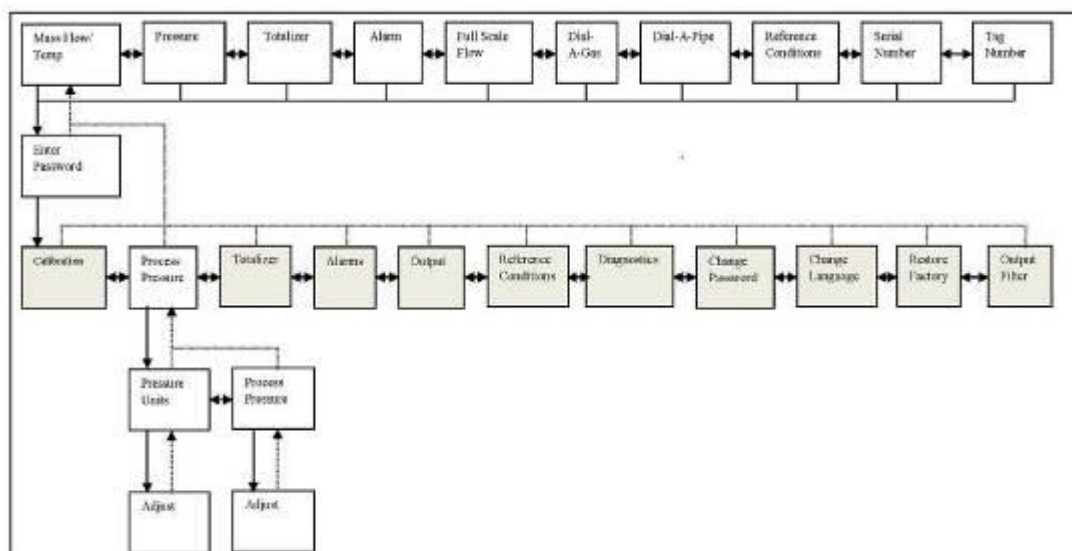 Mass Flow/
Temp
Pressure
Totalizer
Alarm
Full Scale
Flow
Dial-
A-Gas
Dial-A-Pipe
Reference
Conditions
Serial
Number
Tag
Number
Enter
Password
Calibration
Process
Pressure
Totalizer
Alarms
Output
Reference
Conditions
Diagnostics
Change
Password
Change
Language
Restore
Factory
Output
Filter
Pressure
Units
Process
Pressure
Adjust
Adjust